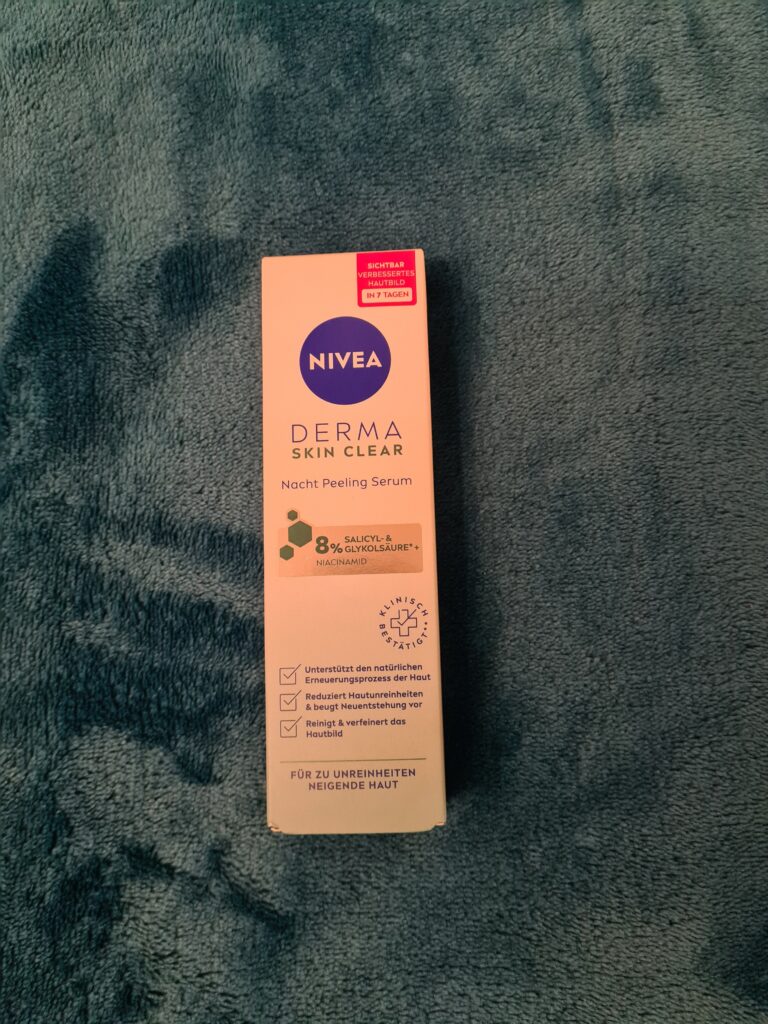 SICHTBAR
VERBESSERTES
HAUTBILD
IN 7 TAGEN
NIVEA
DERMA
SKIN CLEAR
Nacht Peeling Serum
8% SALICYL- &
GLYKOLSÄURE* +
NIACINAMID
KLINISCH
BESTÄTIGT**
Unterstützt den natürlichen
Erneuerungsprozess der Haut
Reduziert Hautunreinheiten
& beugt Neuentstehung vor
Reinigt & verfeinert das
Hautbild
FÜR ZU UNREINHEITEN
NEIGENDE HAUT